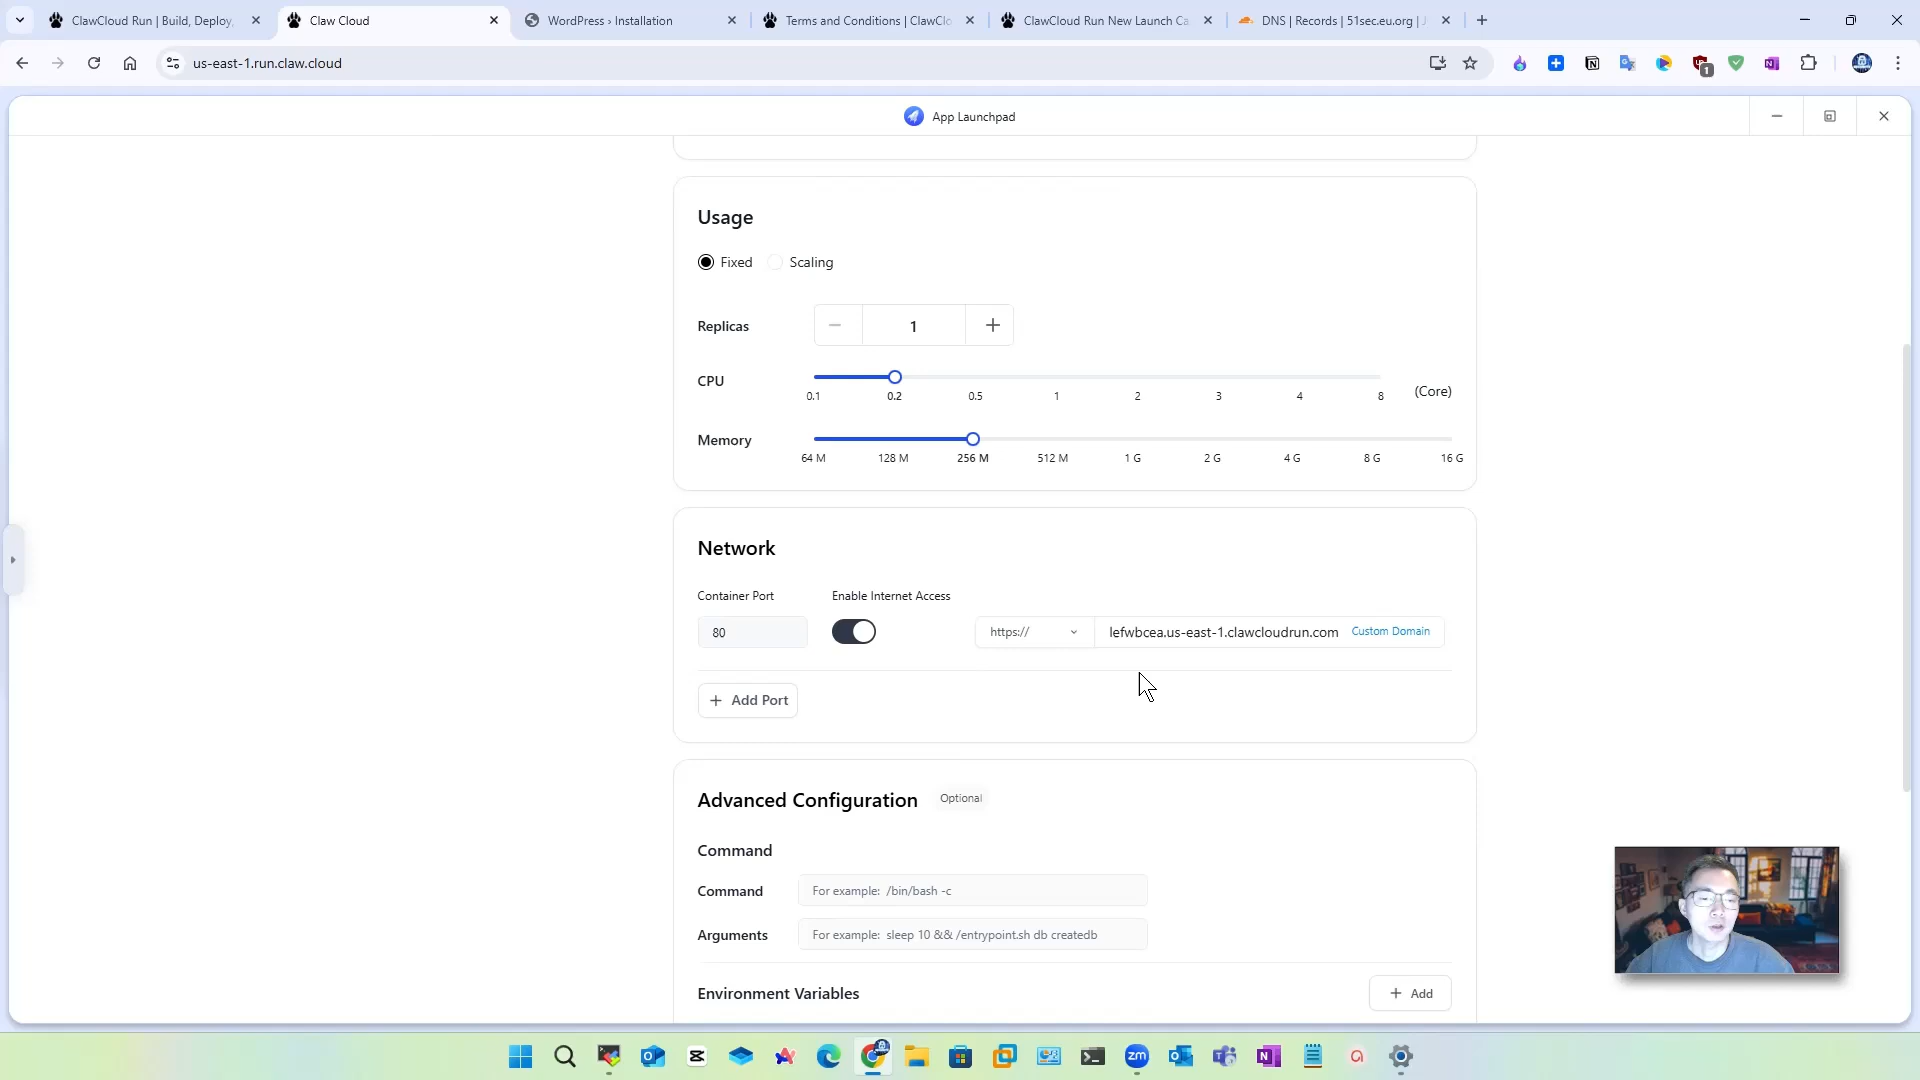 ClawCloud Run | Build, Deploy,
Claw Cloud
WordPress › Installation
Terms and Conditions | ClawClo
ClawCloud Run New Launch Ca
DNS | Records | 51sec.eu.org | J
us-east-1.run.claw.cloud
1
App Launchpad
Usage
Fixed
Scaling
Replicas
1
CPU
0.1
0.2
0.5
1
2
3
4
8
(Core)
Memory
64 M
128 M
256 M
512 M
1 G
2 G
4 G
8 G
16 G
Network
Container Port
Enable Internet Access
80
https://
lefwbcea.us-east-1.clawcloudrun.com
Custom Domain
Add Port
Advanced Configuration
Optional
Command
Command
For example: /bin/bash -c
Arguments
For example: sleep 10 && /entrypoint.sh db createdb
Environment Variables
Add
zm